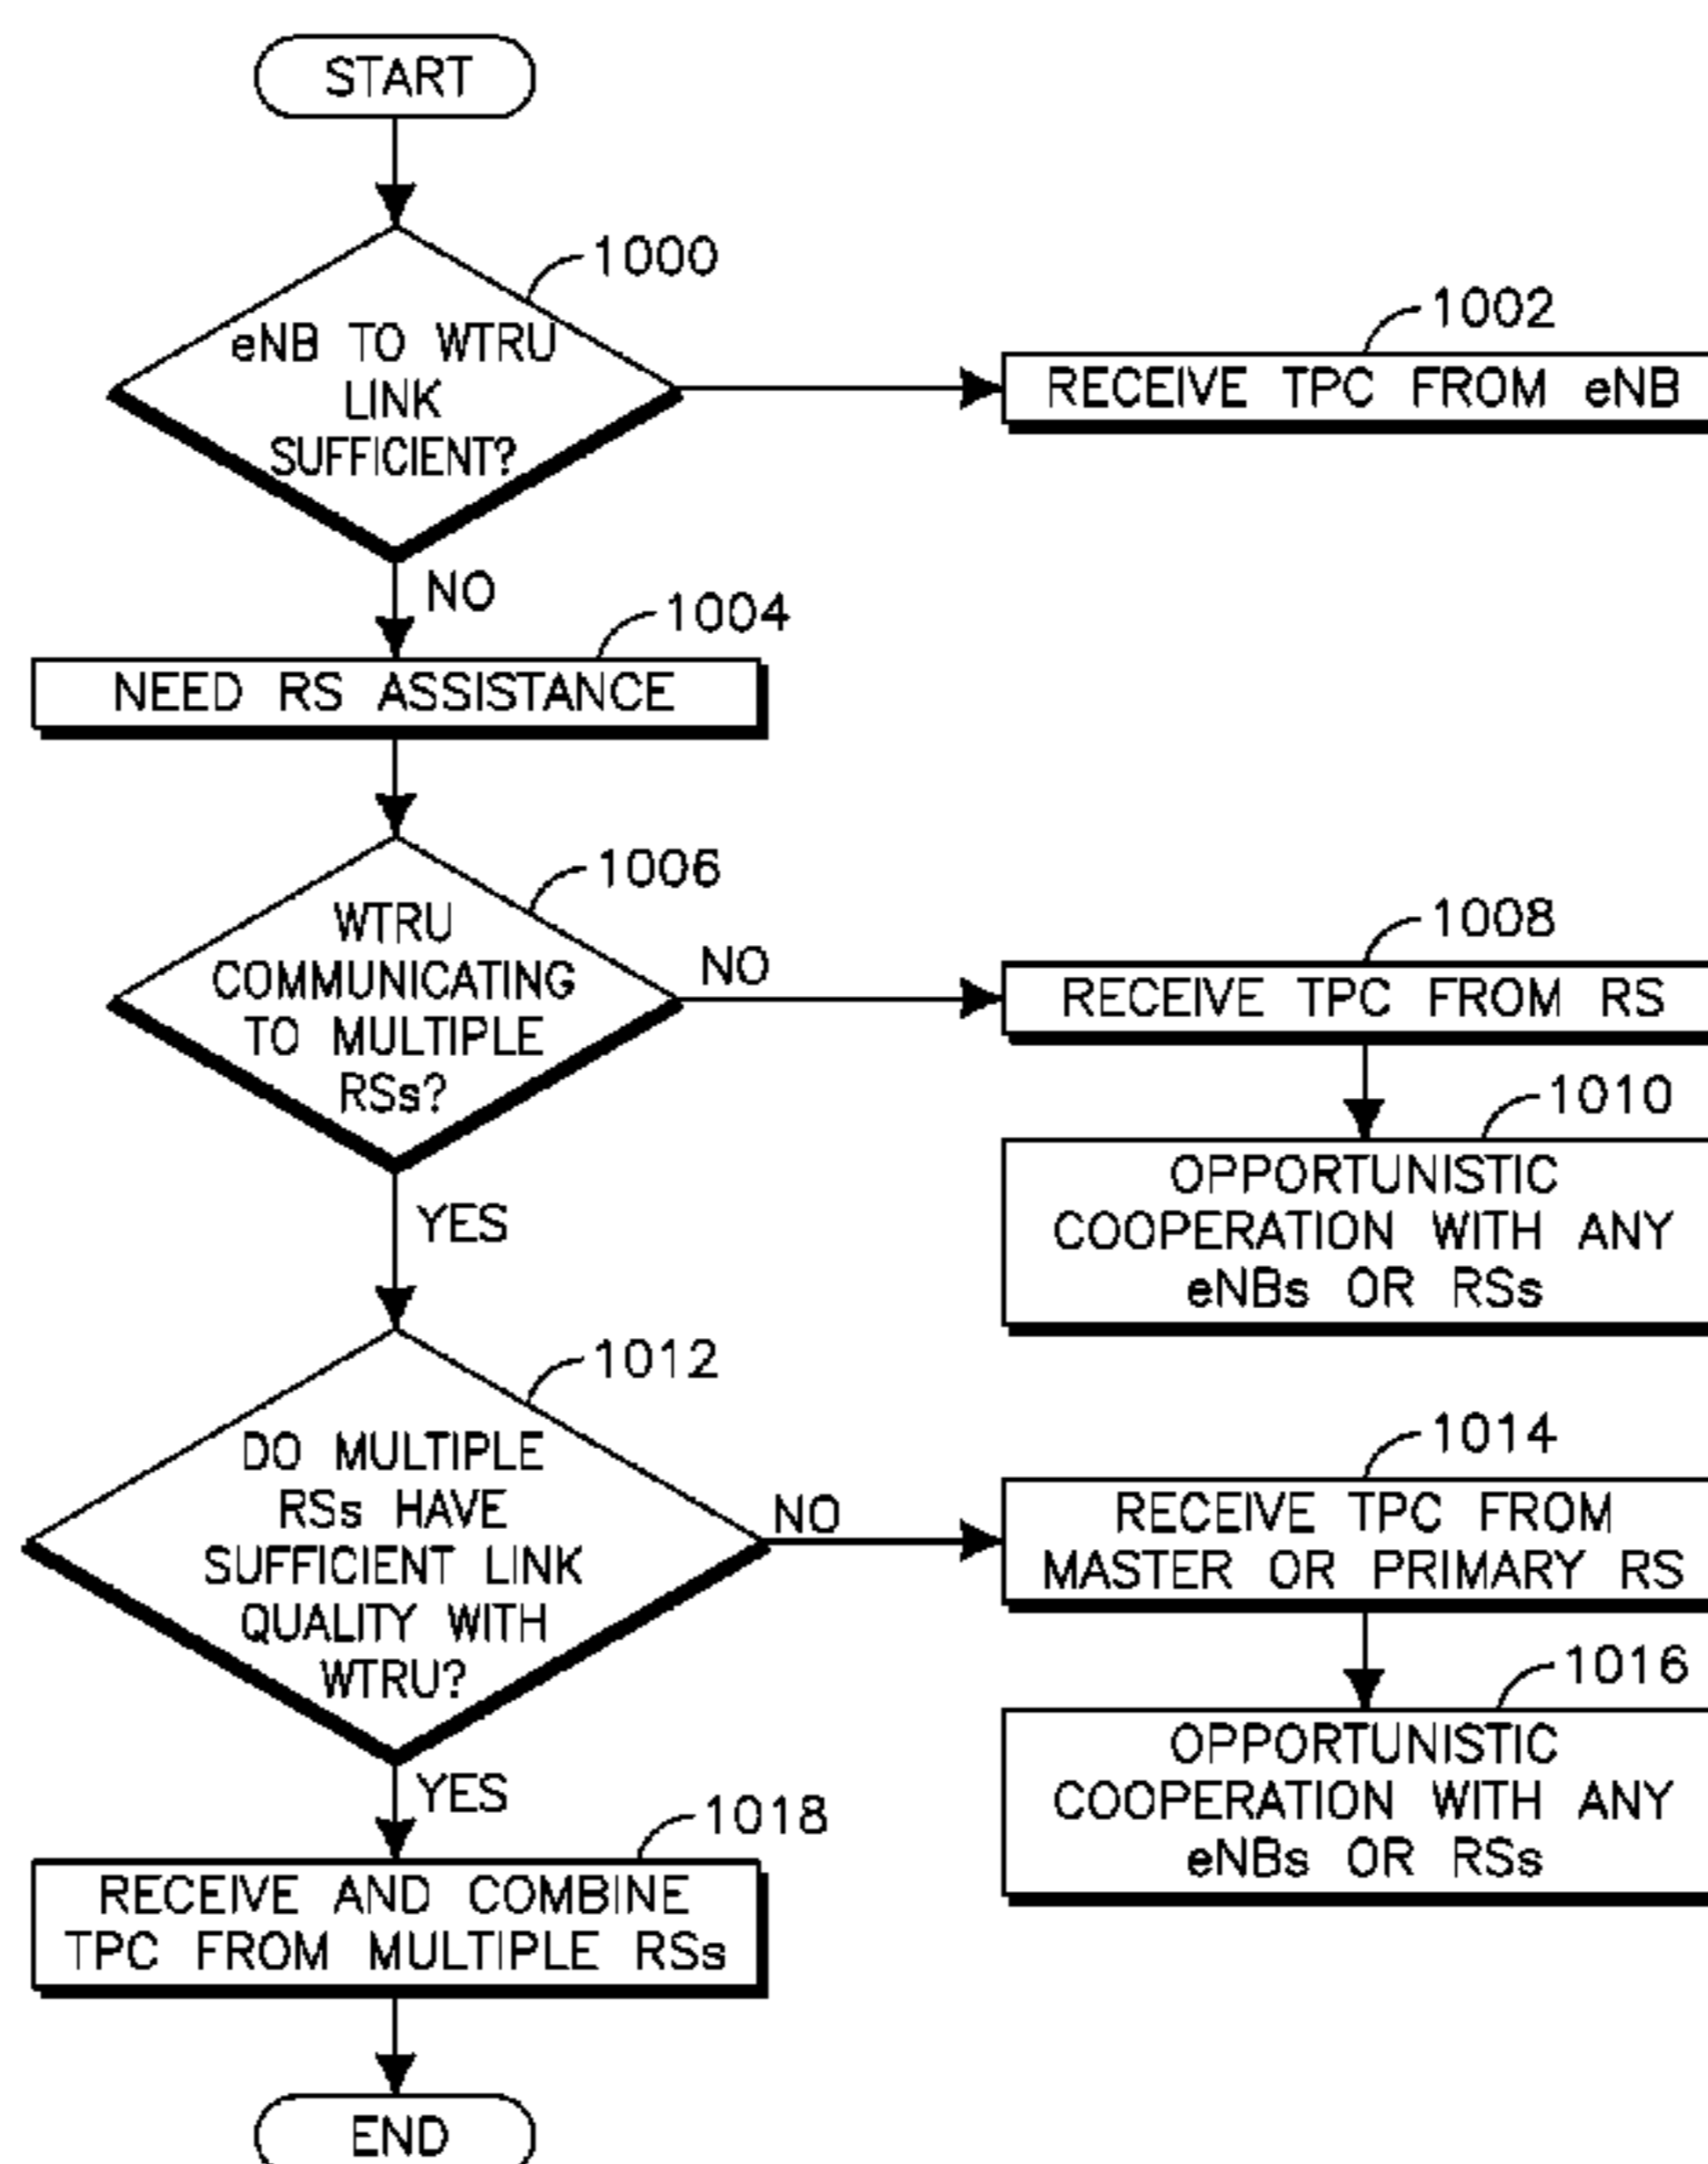 START
1000
eNB TO WTRU
LINK
SUFFICIENT?
1002
RECEIVE TPC FROM eNB
NO
1004
NEED RS ASSISTANCE
1006
WTRU
COMMUNICATING
TO MULTIPLE
RSs?
NO
1008
RECEIVE TPC FROM RS
1010
OPPORTUNISTIC
COOPERATION WITH ANY
eNBs OR RSs
YES
1012
DO MULTIPLE
RSs HAVE
SUFFICIENT LINK
QUALITY WITH
WTRU?
NO
1014
RECEIVE TPC FROM
MASTER OR PRIMARY RS
1016
OPPORTUNISTIC
COOPERATION WITH ANY
eNBs OR RSs
YES
1018
RECEIVE AND COMBINE
TPC FROM MULTIPLE RSs
END